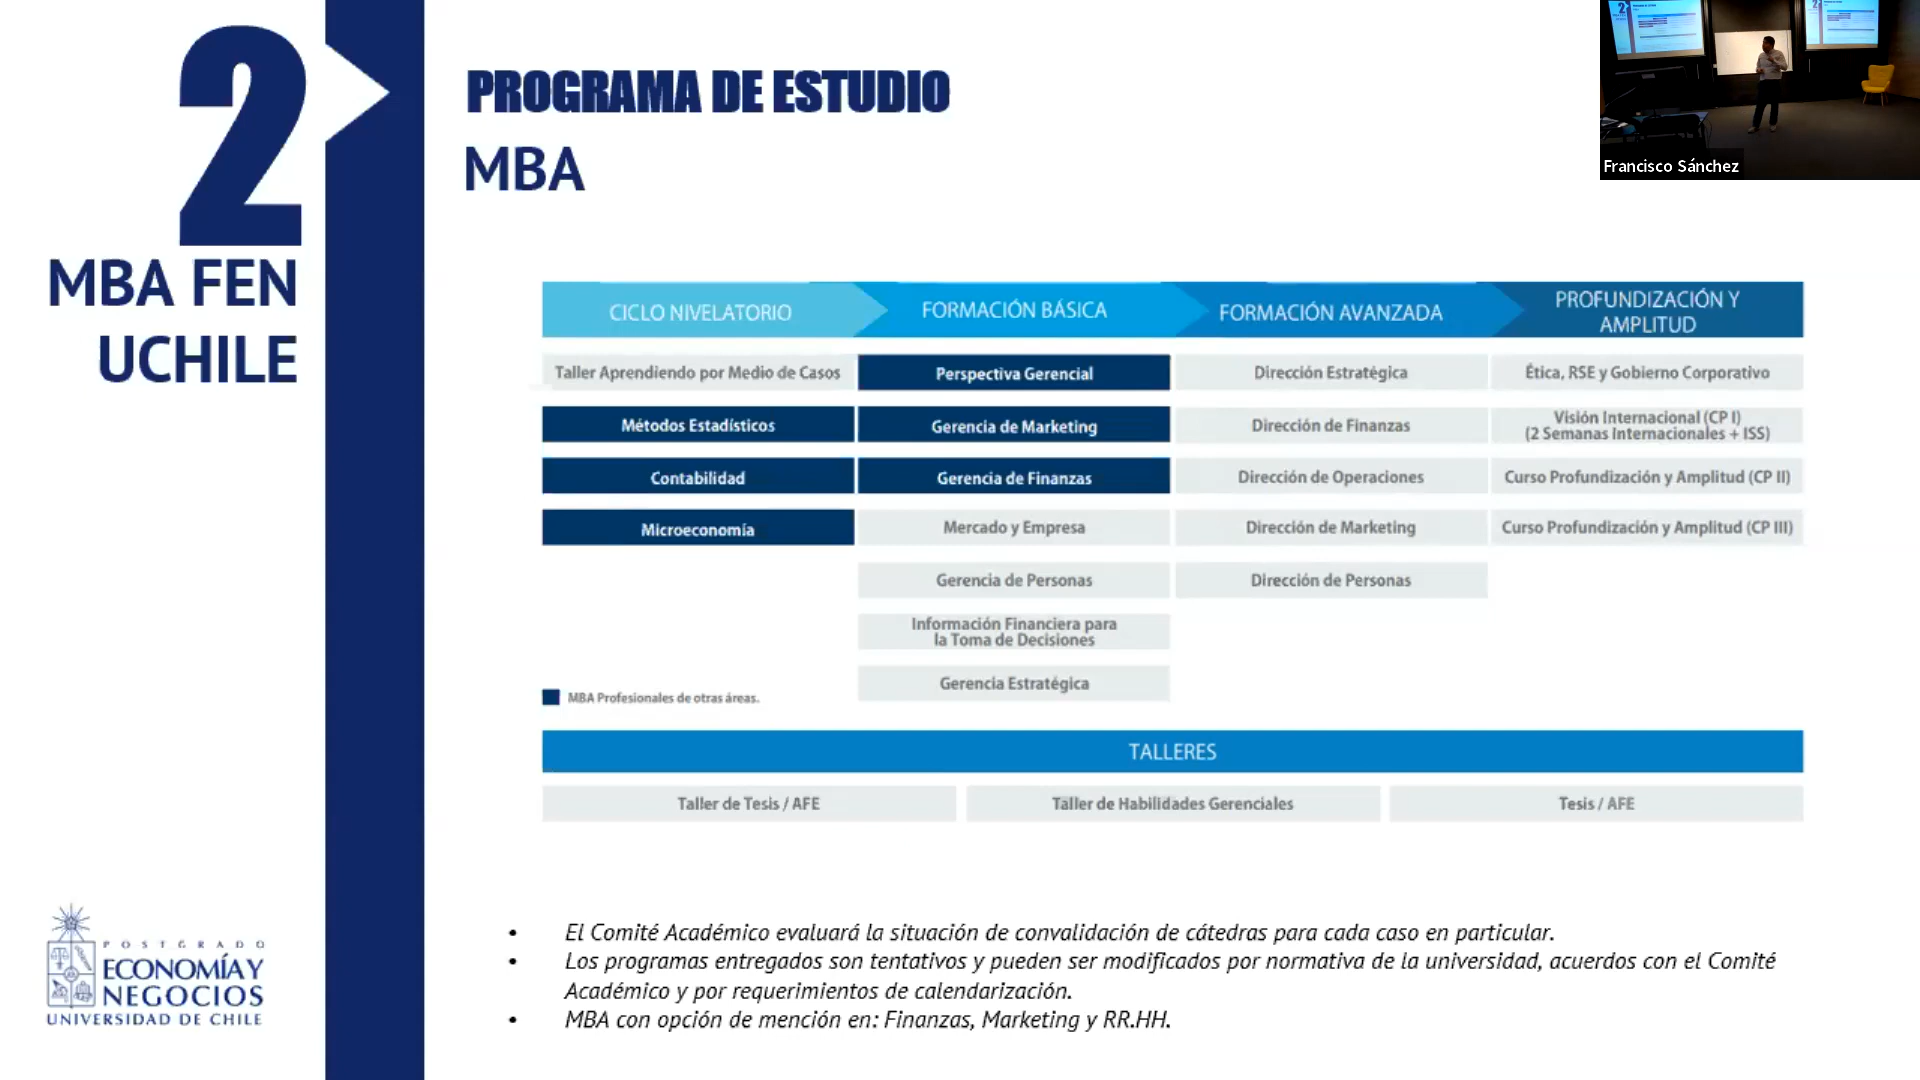 2
MBA FEN
UCHILE
PROGRAMA DE ESTUDIO
MBA
Francisco Sánchez
CICLO NIVELATORIO
FORMACIÓN BÁSICA
FORMACIÓN AVANZADA
PROFUNDIZACIÓN Y
AMPLITUD
Taller Aprendiendo por Medio de Casos
Perspectiva Gerencial
Dirección Estratégica
Ética, RSE y Gobierno Corporativo
Métodos Estadísticos
Gerencia de Marketing
Dirección de Finanzas
Visión Internacional (CP I)
(2 Semanas Internacionales + ISS)
Contabilidad
Gerencia de Finanzas
Dirección de Operaciones
Curso Profundización y Amplitud (CP II)
Microeconomía
Mercado y Empresa
Dirección de Marketing
Curso Profundización y Amplitud (CP III)
Gerencia de Personas
Dirección de Personas
Información Financiera para
la Toma de Decisiones
Gerencia Estratégica
MBA Profesionales de otras áreas.
TALLERES
Taller de Tesis / AFE
Taller de Habilidades Gerenciales
Tesis / AFE
• El Comité Académico evaluará la situación de convalidación de cátedras para cada caso en particular.
• Los programas entregados son tentativos y pueden ser modificados por normativa de la universidad, acuerdos con el Comité
Académico y por requerimientos de calendarización.
• MBA con opción de mención en: Finanzas, Marketing y RR.HH.
POSTGRADO
ECONOMÍA Y
NEGOCIOS
UNIVERSIDAD DE CHILE